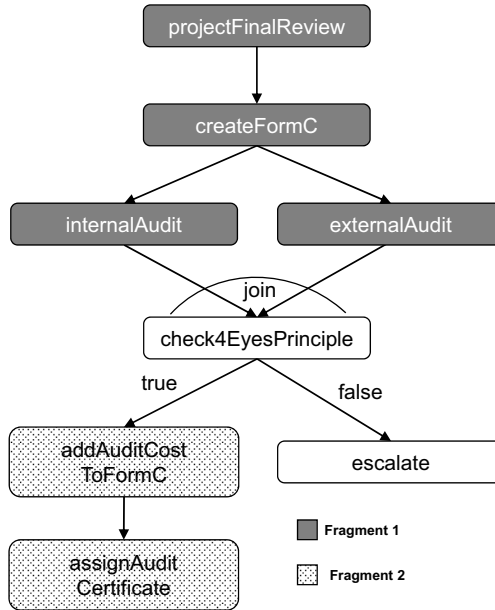 projectFinalReview
createFormC
internalAudit
externalAudit
join
check4EyesPrinciple
true
false
addAuditCost
ToFormC
escalate
assignAudit
Certificate
Fragment 1
Fragment 2